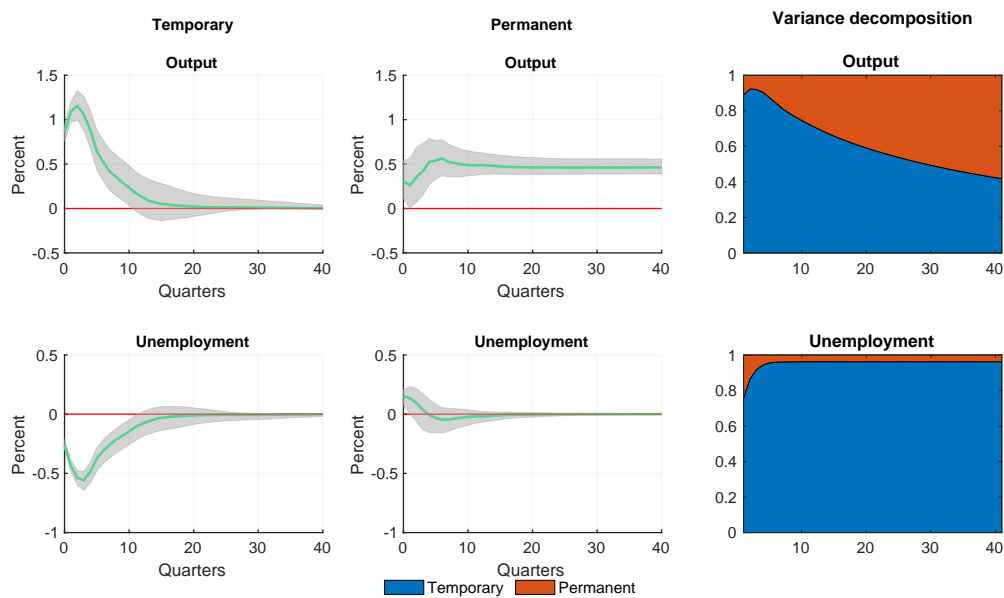 Temporary
Permanent
Variance decomposition
Output
Output
Output
Percent
1.5
1
0.5
0
-0.5
0 10 20 30 40
Quarters
Percent
1.5
1
0.5
0
-0.5
0 10 20 30 40
Quarters
1
0.8
0.6
0.4
0.2
0
10 20 30 40
Unemployment
Unemployment
Unemployment
Percent
0.5
0
-0.5
-1
0 10 20 30 40
Quarters
Percent
0.5
0
-0.5
-1
0 10 20 30 40
Quarters
1
0.8
0.6
0.4
0.2
0
10 20 30 40
Temporary Permanent